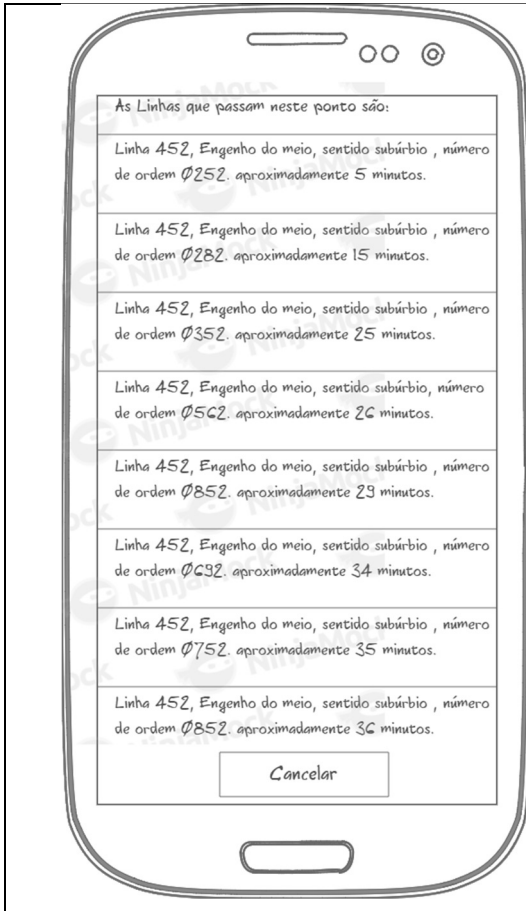 As Linhas que passam neste ponto são:
Linha 452, Engenho do meio, sentido subúrbio , número
de ordem Ø252. aproximadamente 5 minutos.
Linha 452, Engenho do meio, sentido subúrbio , número
de ordem Ø282. aproximadamente 15 minutos.
Linha 452, Engenho do meio, sentido subúrbio , número
de ordem Ø352. aproximadamente 25 minutos.
Linha 452, Engenho do meio, sentido subúrbio, número
de ordem Ø562. aproximadamente 26 minutos.
Linha 452, Engenho do meio, sentido subúrbio , número
de ordem Ø852. aproximadamente 29 minutos.
Linha 452, Engenho do meio, sentido subúrbio , número
de ordem Ø692. aproximadamente 34 minutos.
Linha 452, Engenho do meio, sentido subúrbio , número
de ordem Ø752. aproximadamente 35 minutos.
Linha 452, Engenho do meio, sentido subúrbio , número
de ordem Ø852. aproximadamente 36 minutos.
Cancelar